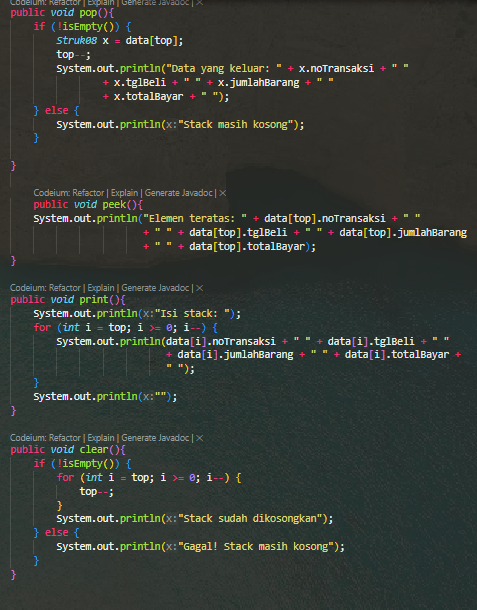 Codeium: Refactor | Explain | Generate Javadoc | ✕
public void pop(){
if (!isEmpty()) {
Struk08 x = data[top];
top--;
System.out.println("Data yang keluar: " + x.noTransaksi + " "
+ x.tglBeli + " " + x.jumlahBarang + " "
+ x.totalBayar + " ");
} else {
System.out.println(x:"Stack masih kosong");
}
}
Codeium: Refactor | Explain | Generate Javadoc | ✕
public void peek(){
System.out.println("Elemen teratas: " + data[top].noTransaksi + " "
+ " " + data[top].tglBeli + " " + data[top].jumlahBarang
+ " " + data[top].totalBayar);
}
Codeium: Refactor | Explain | Generate Javadoc | ✕
public void print(){
System.out.println(x:"Isi stack: ");
for (int i = top; i >= 0; i--) {
System.out.println(data[i].noTransaksi + " " + data[i].tglBeli + " "
+ data[i].jumlahBarang + " " + data[i].totalBayar +
" ");
}
System.out.println(x:"");
}
Codeium: Refactor | Explain | Generate Javadoc | ✕
public void clear(){
if (!isEmpty()) {
for (int i = top; i >= 0; i--) {
top--;
}
System.out.println(x:"Stack sudah dikosongkan");
} else {
System.out.println(x:"Gagal! Stack masih kosong");
}
}